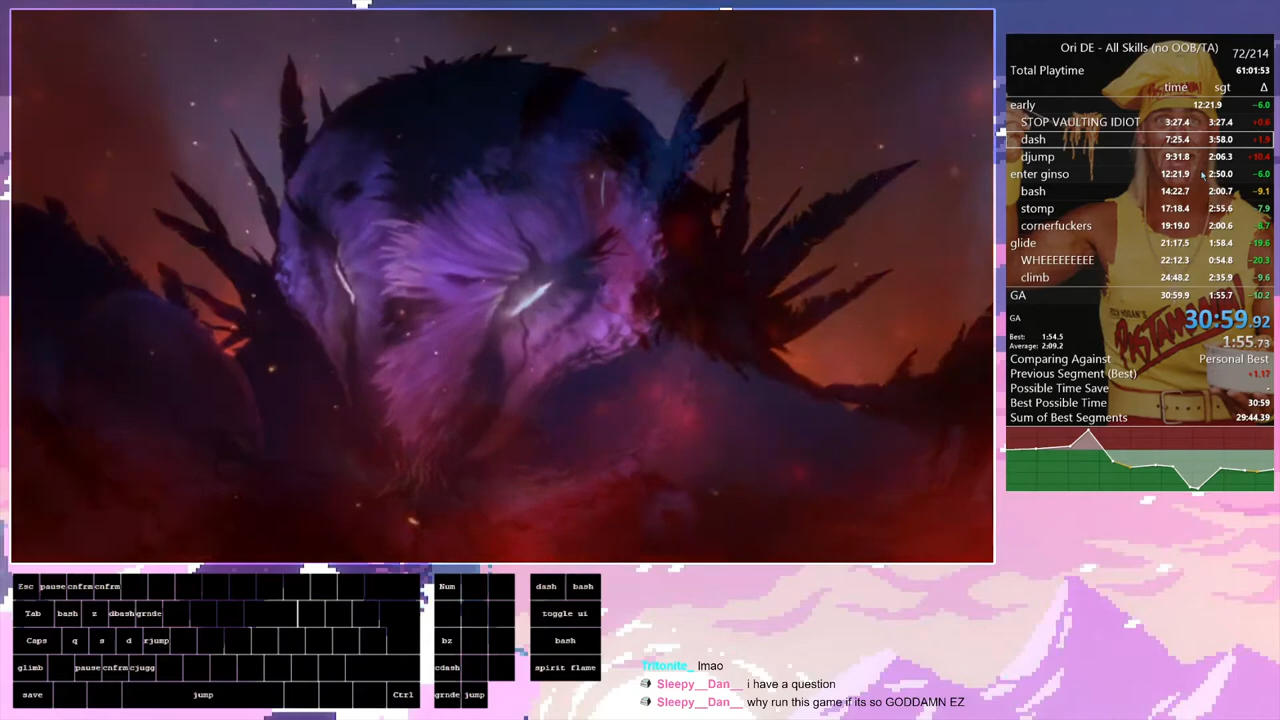 Ori DE - All Skills (no OOB/TA)
72/214
Total Playtime 61:01:53
time sgt Δ
early 12:21.9 −6.0
STOP VAULTING IDIOT 3:27.4 3:27.4 +0.6
dash 7:25.4 3:58.0 +1.9
djump 9:31.8 2:06.3 +10.4
enter ginso 12:21.9 2:50.0 −6.0
bash 14:22.7 2:00.7 −9.1
stomp 17:18.4 2:55.6 −7.9
cornerfuckers 19:19.0 2:00.6 −8.7
glide 21:17.5 1:58.4 −19.6
WHEEEEEEEEE 22:12.3 0:54.8 −20.3
climb 24:48.2 2:35.9 −9.6
GA 30:59.9 1:55.7 −10.2
GA 30:59.92
Best: 1:54.5 1:55.73
Average: 2:09.2
Comparing Against Personal Best
Previous Segment (Best) +1.17
Possible Time Save -
Best Possible Time 30:59
Sum of Best Segments 29:44.39
Esc pause cnfrm cnfrm Num dash bash
Tab bash z dbash grnde toggle ui
Caps q s d rjump bz bash
glimb pause cnfrm cjugg cdash spirit flame
save jump Ctrl grnde jump
Tritonite_ lmao
Sleepy__Dan__ i have a question
Sleepy__Dan__ why run this game if its so GODDAMN EZ